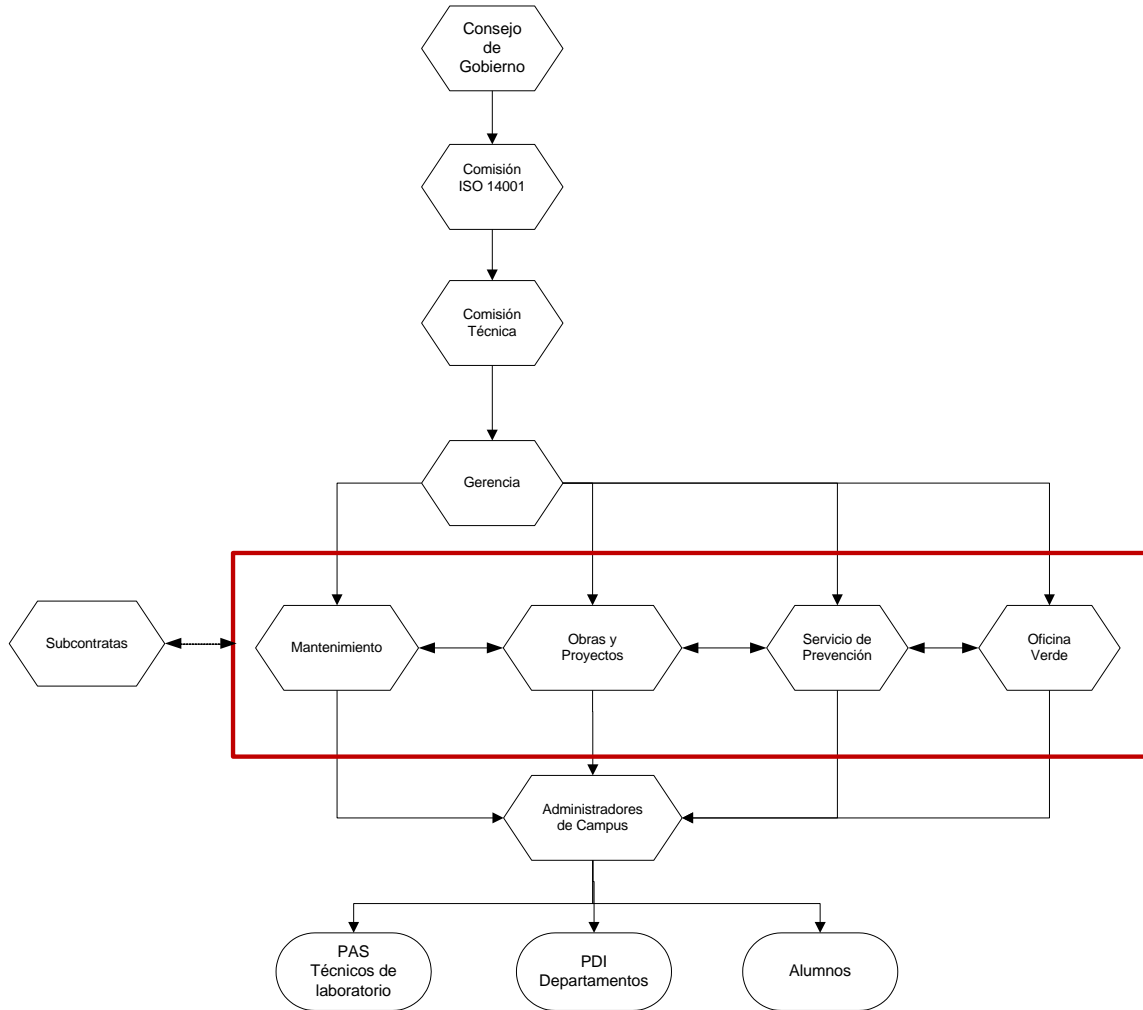 Consejo
de
Gobierno
Comisión
ISO 14001
Comisión
Técnica
Gerencia
Subcontratas
Mantenimiento
Obras y
Proyectos
Servicio de
Prevención
Oficina
Verde
Administradores
de Campus
PAS
Técnicos de
laboratorio
PDI
Departamentos
Alumnos